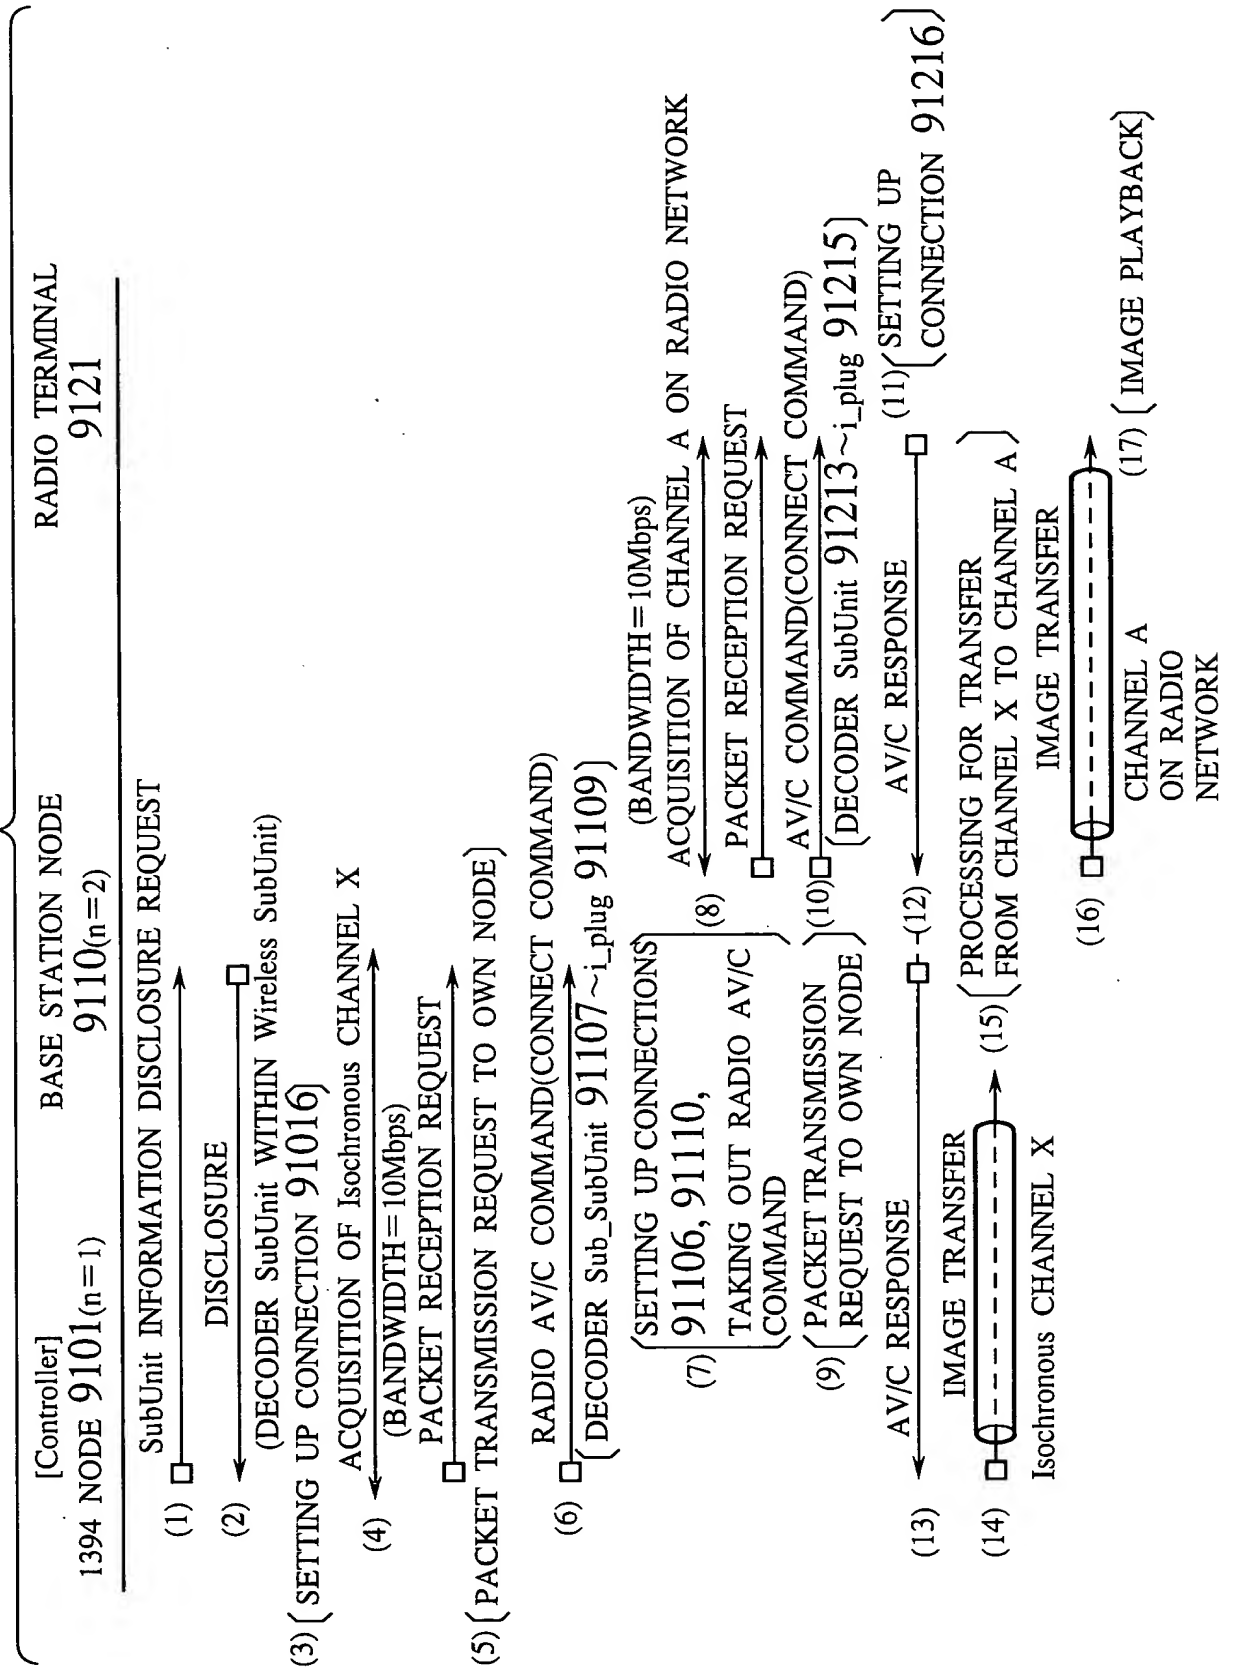 [Controller]
1394 NODE 9101(n=1)
BASE STATION NODE
9110(n=2)
RADIO TERMINAL
9121
SubUnit INFORMATION DISCLOSURE REQUEST
(1)
DISCLOSURE
(2)
(DECODER SubUnit WITHIN Wireless SubUnit)
(3) [SETTING UP CONNECTION 91016]
ACQUISITION OF Isochronous CHANNEL X
(4)
(BANDWIDTH=10Mbps)
PACKET RECEPTION REQUEST
(5) [PACKET TRANSMISSION REQUEST TO OWN NODE]
RADIO AV/C COMMAND(CONNECT COMMAND)
(6)
[DECODER Sub_SubUnit 91107~i_plug 91109]
(7)
[SETTING UP CONNECTIONS
91106, 91110,
TAKING OUT RADIO AV/C
COMMAND]
(BANDWIDTH=10Mbps)
ACQUISITION OF CHANNEL A ON RADIO NETWORK
(8)
PACKET RECEPTION REQUEST
(9) [PACKET TRANSMISSION
REQUEST TO OWN NODE]
AV/C COMMAND(CONNECT COMMAND)
(10)
[DECODER SubUnit 91213~i_plug 91215]
(11) [SETTING UP
CONNECTION 91216]
AV/C RESPONSE
(12)
AV/C RESPONSE
(13)
IMAGE TRANSFER
(14)
Isochronous CHANNEL X
(15) [PROCESSING FOR TRANSFER
FROM CHANNEL X TO CHANNEL A]
IMAGE TRANSFER
(16)
CHANNEL A
ON RADIO
NETWORK
(17) [IMAGE PLAYBACK]